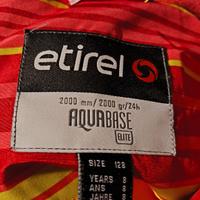 etirel
2000 mm/2000 gr/24h
AQUABASE
ELITE
SIZE 128
YEARS 8
ANS 8
JAHRE 8